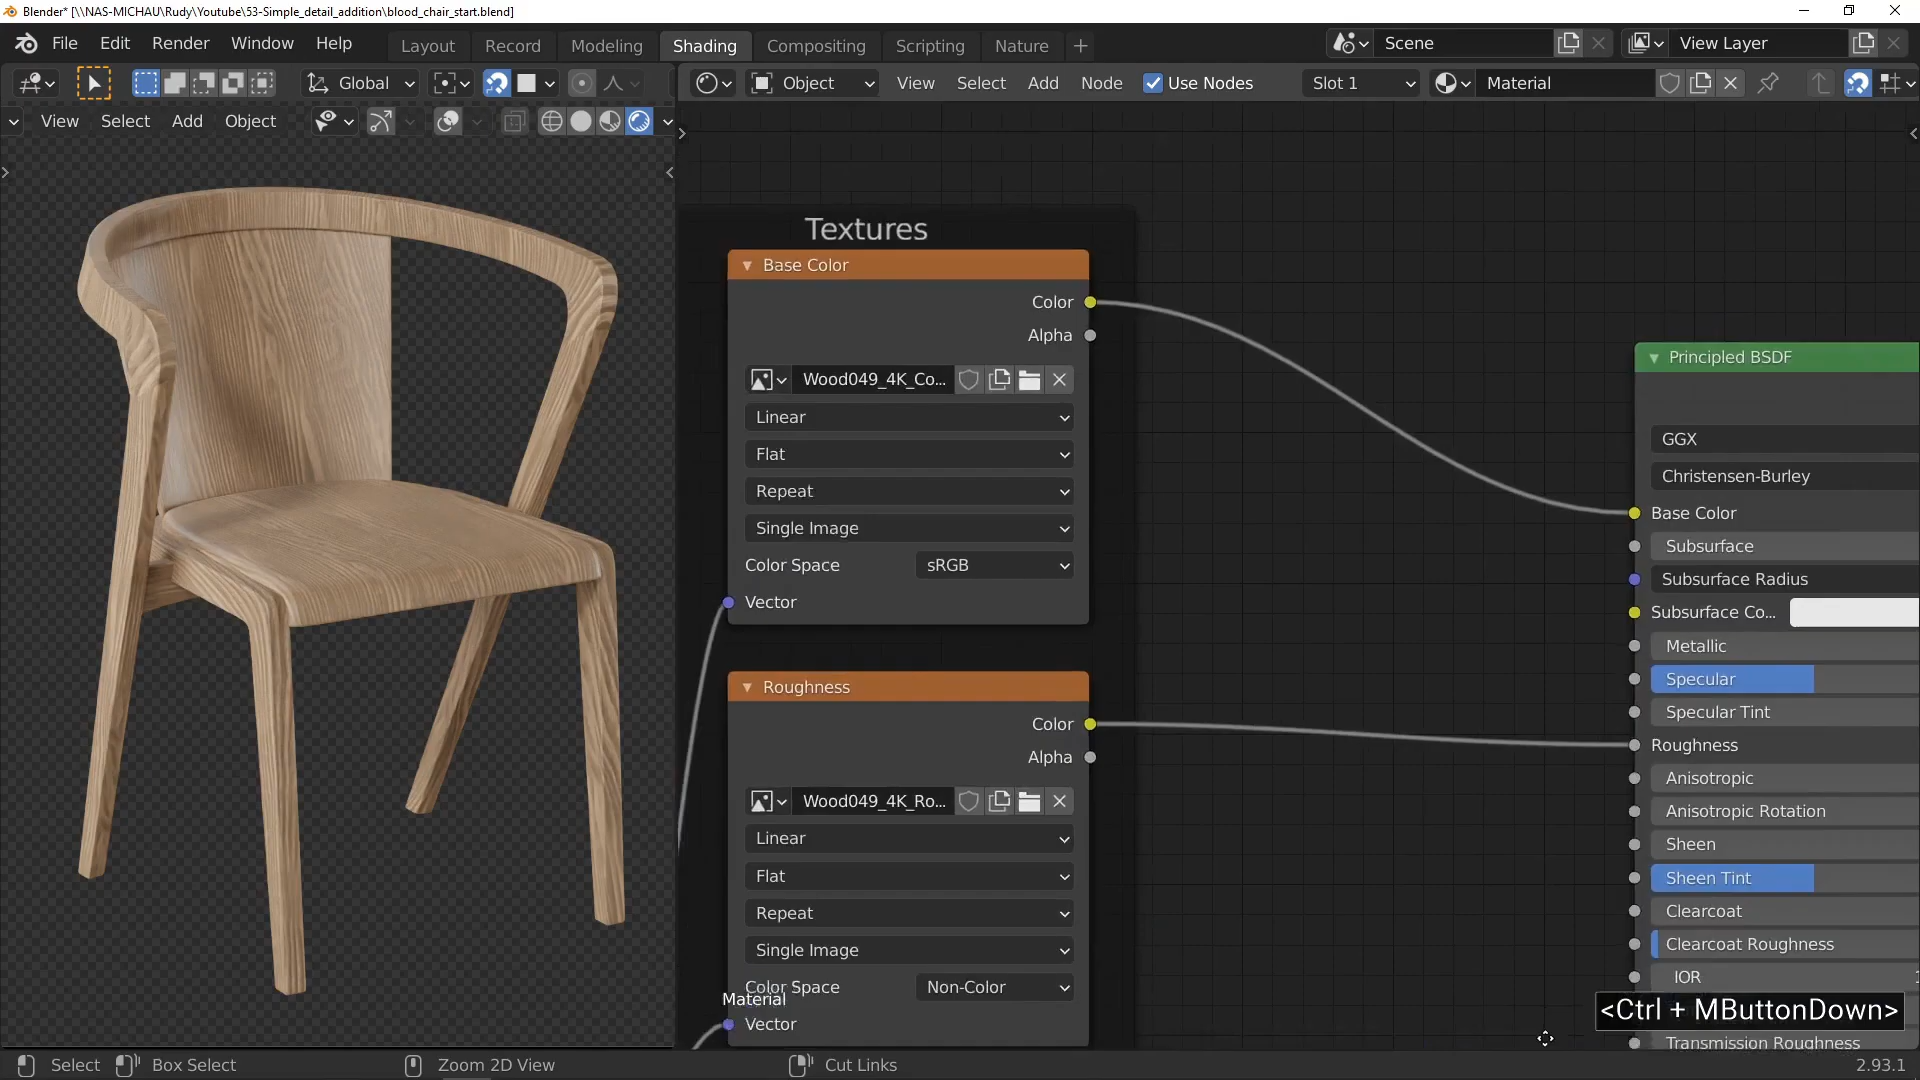 Blender* [\\NAS-MICHAU\Rudy\Youtube\53-Simple_detail_addition\blood_chair_start.blend]
File Edit Render Window Help Layout Record Modeling Shading Compositing Scripting Nature + Scene View Layer
Global Object View Select Add Node Use Nodes Slot 1 Material
View Select Add Object
Textures
Base Color
Color
Alpha
Wood049_4K_Co...
Linear
Flat
Repeat
Single Image
Color Space sRGB
Vector
Roughness
Color
Alpha
Wood049_4K_Ro...
Linear
Flat
Repeat
Single Image
Color Space Non-Color
Material
Vector
Principled BSDF
GGX
Christensen-Burley
Base Color
Subsurface
Subsurface Radius
Subsurface Co...
Metallic
Specular
Specular Tint
Roughness
Anisotropic
Anisotropic Rotation
Sheen
Sheen Tint
Clearcoat
Clearcoat Roughness
IOR
<Ctrl + MButtonDown>
Transmission Roughness
Select Box Select Zoom 2D View Cut Links 2.93.1